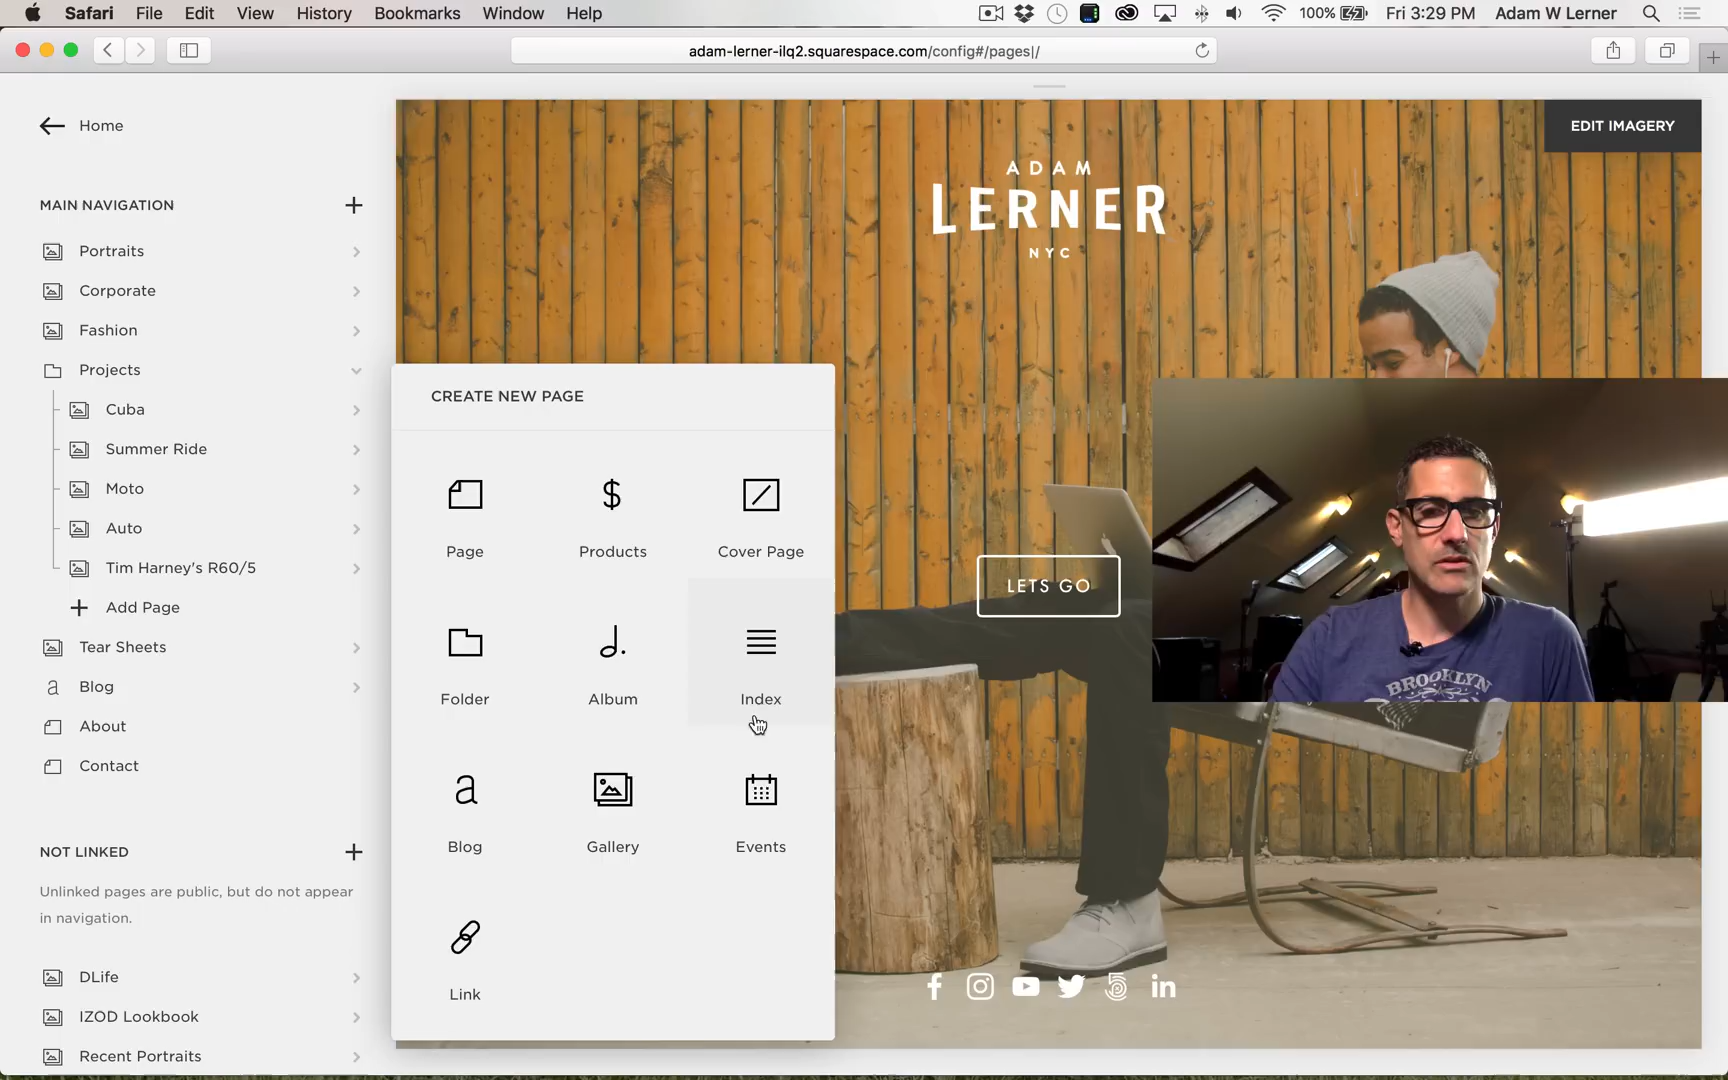 Safari File Edit View History Bookmarks Window Help
100% Fri 3:29 PM Adam W Lerner
adam-lerner-ilq2.squarespace.com/config#/pages|/
Home
MAIN NAVIGATION
Portraits
Corporate
Fashion
Projects
Cuba
Summer Ride
Moto
Auto
Tim Harney's R60/5
Add Page
Tear Sheets
Blog
About
Contact
NOT LINKED
Unlinked pages are public, but do not appear
in navigation.
DLife
IZOD Lookbook
Recent Portraits
CREATE NEW PAGE
Page
Products
Cover Page
Folder
Album
Index
Blog
Gallery
Events
Link
EDIT IMAGERY
ADAM
LERNER
NYC
LETS GO
BROOKLYN